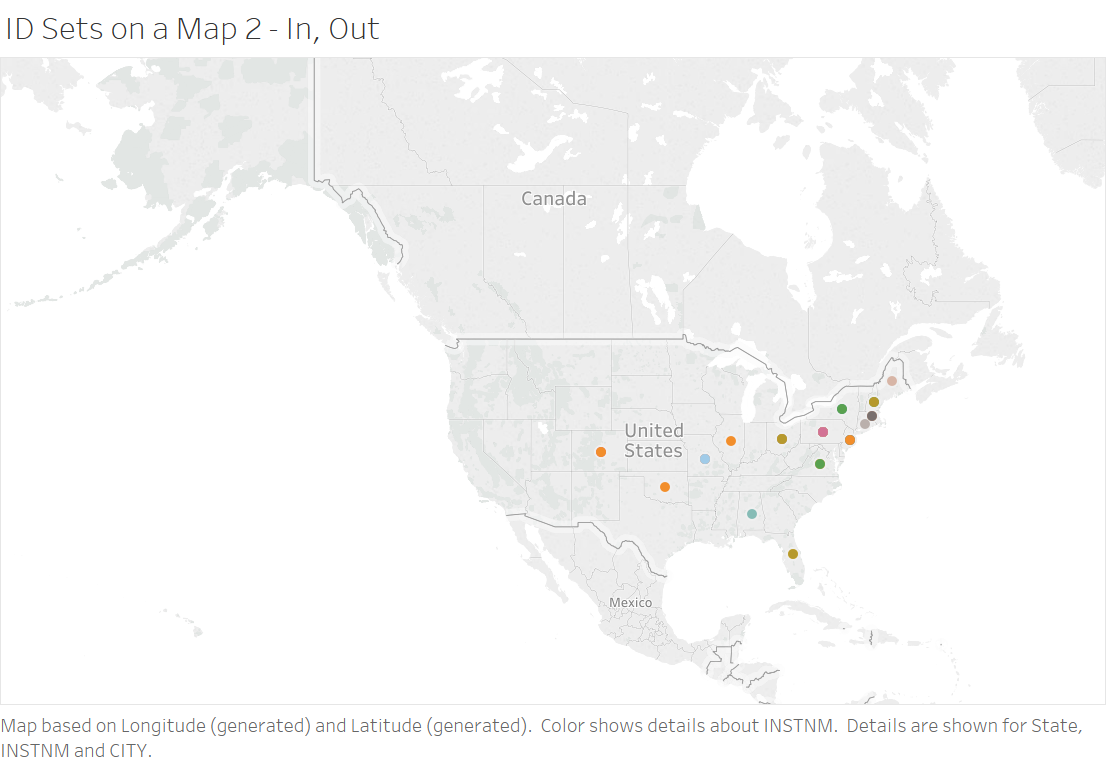 ID Sets on a Map 2 - In, Out
Canada
United
States
Mexico
Map based on Longitude (generated) and Latitude (generated).  Color shows details about INSTNM.  Details are shown for State,
INSTNM and CITY.